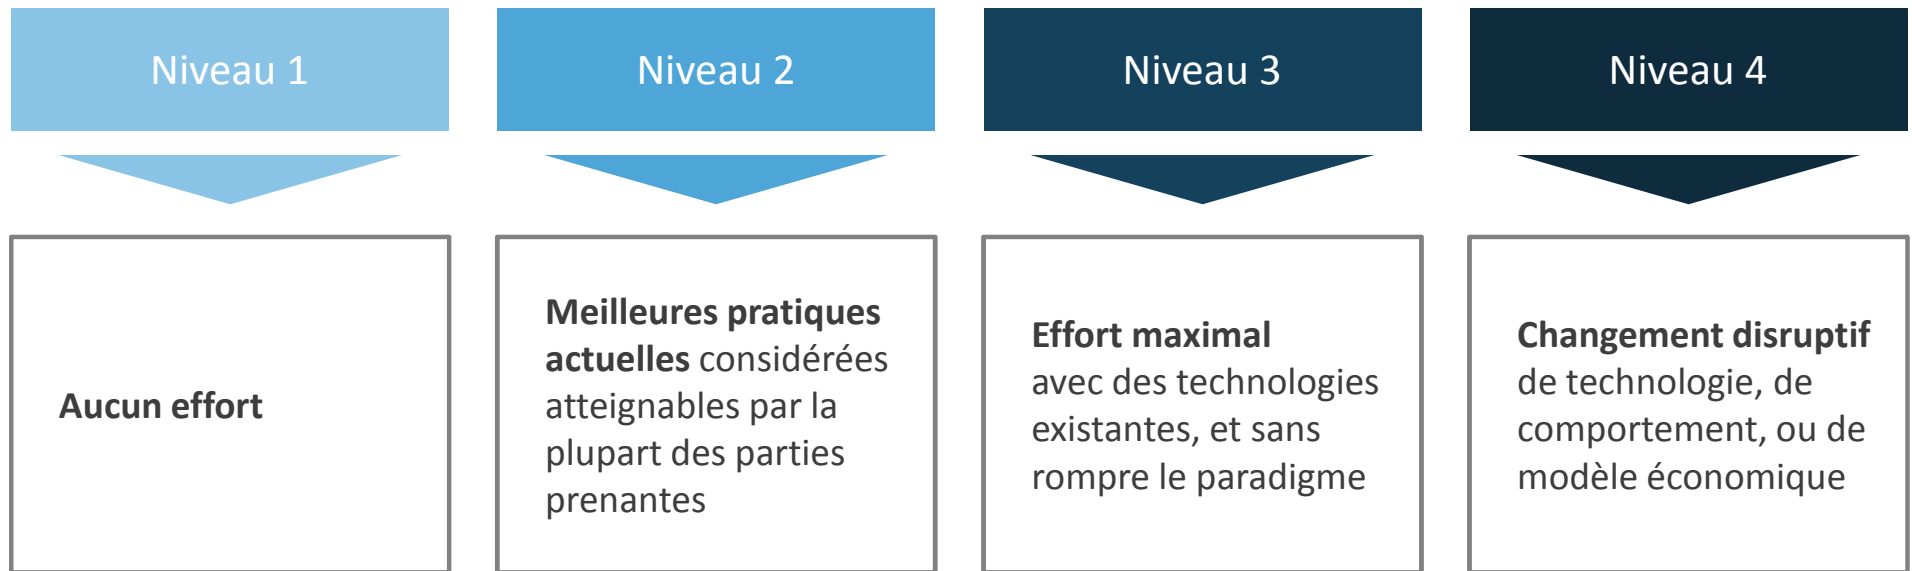 Niveau 1
Niveau 2
Niveau 3
Niveau 4
Aucun effort
Meilleures pratiques
actuelles considérées
atteignables par la
plupart des parties
prenantes
Effort maximal
avec des technologies
existantes, et sans
rompre le paradigme
Changement disruptif
de technologie, de
comportement, ou de
modèle économique